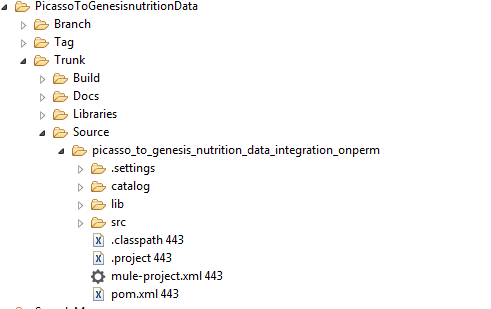 PicassoToGenesisnutritionData
Branch
Tag
Trunk
Build
Docs
Libraries
Source
picasso_to_genesis_nutrition_data_integration_onperm
.settings
catalog
lib
src
.classpath 443
.project 443
mule-project.xml 443
pom.xml 443